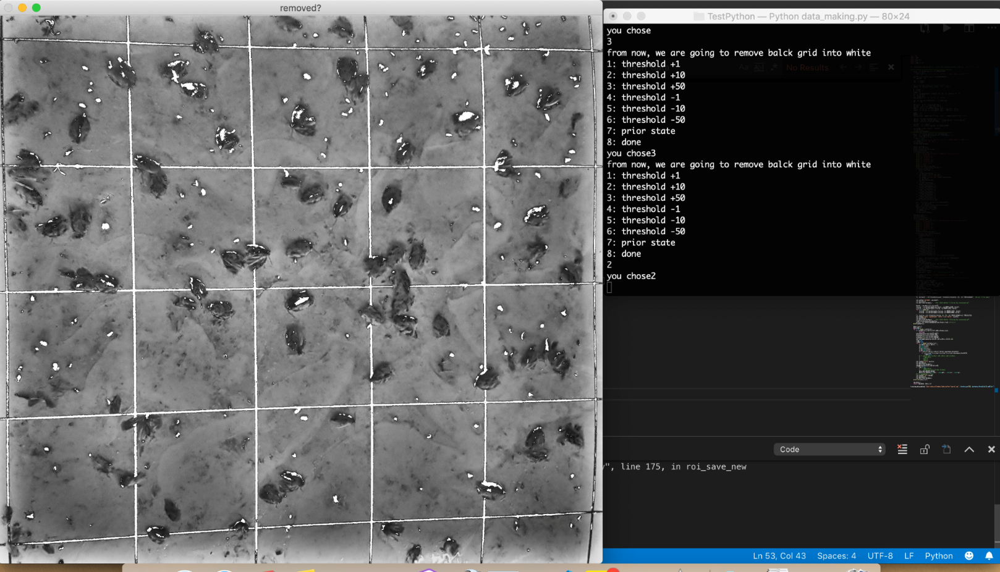 removed?
TestPython — Python data_making.py — 80×24
you chose
3
from now, we are going to remove balck grid into white
1: threshold +1
2: threshold +10
3: threshold +50
4: threshold -1
5: threshold -10
6: threshold -50
7: prior state
8: done
you chose3
from now, we are going to remove balck grid into white
1: threshold +1
2: threshold +10
3: threshold +50
4: threshold -1
5: threshold -10
6: threshold -50
7: prior state
8: done
2
you chose2
No Results
Code
", line 175, in roi_save_new
Ln 53, Col 43 Spaces: 4 UTF-8 LF Python